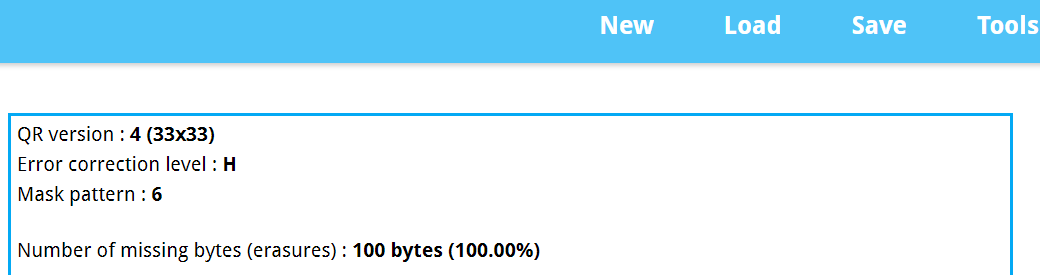 New Load Save Tools
QR version : 4 (33x33)
Error correction level : H
Mask pattern : 6
Number of missing bytes (erasures) : 100 bytes (100.00%)